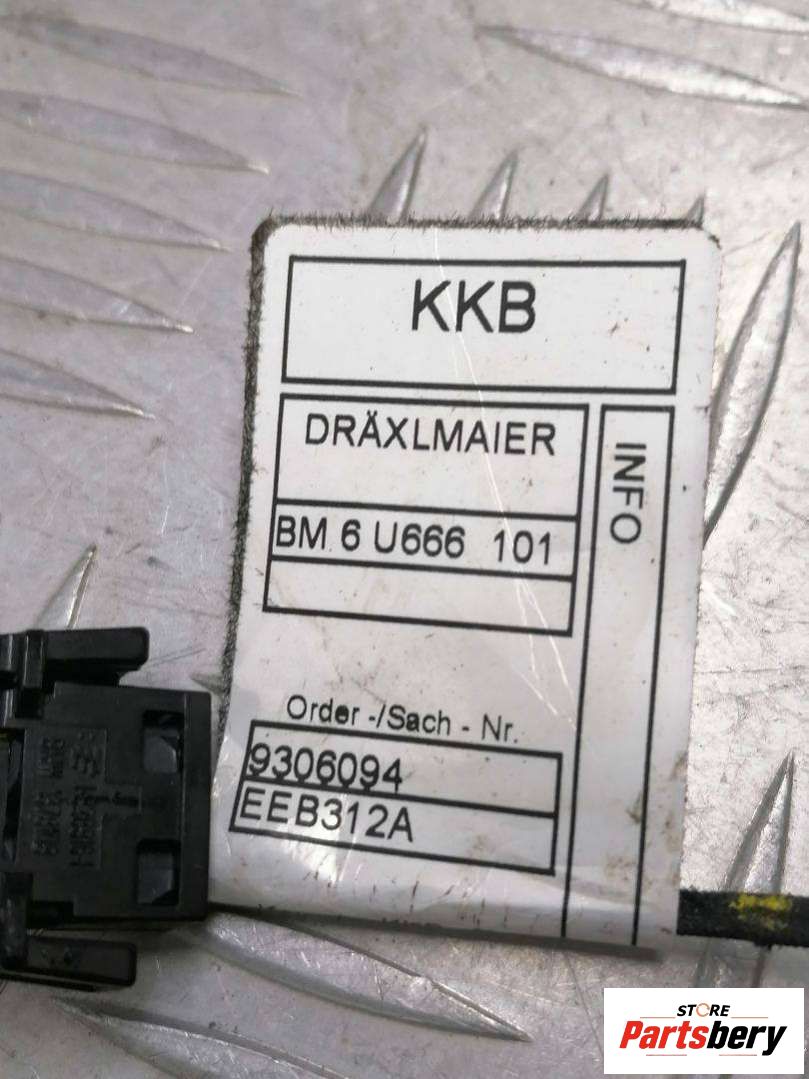 KKB
DRÄXLMAIER
BM 6 U666 101
INFO
Order -/Sach - Nr.
9306094
EEB312A
STORE
Partsbery